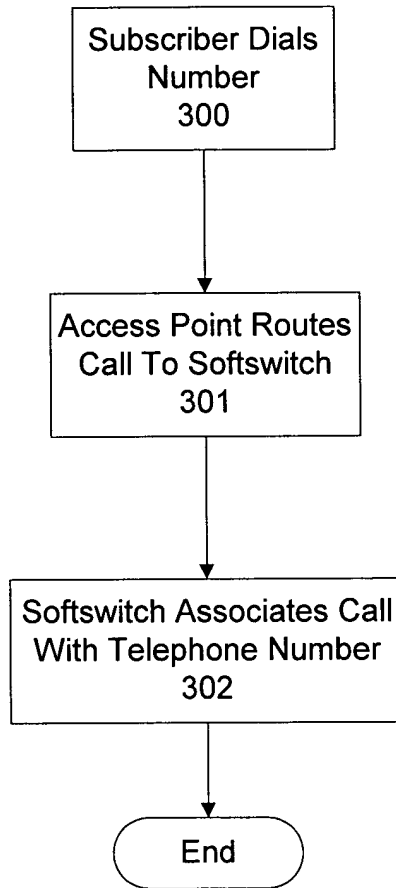 Subscriber Dials
Number
300
Access Point Routes
Call To Softswitch
301
Softswitch Associates Call
With Telephone Number
302
End